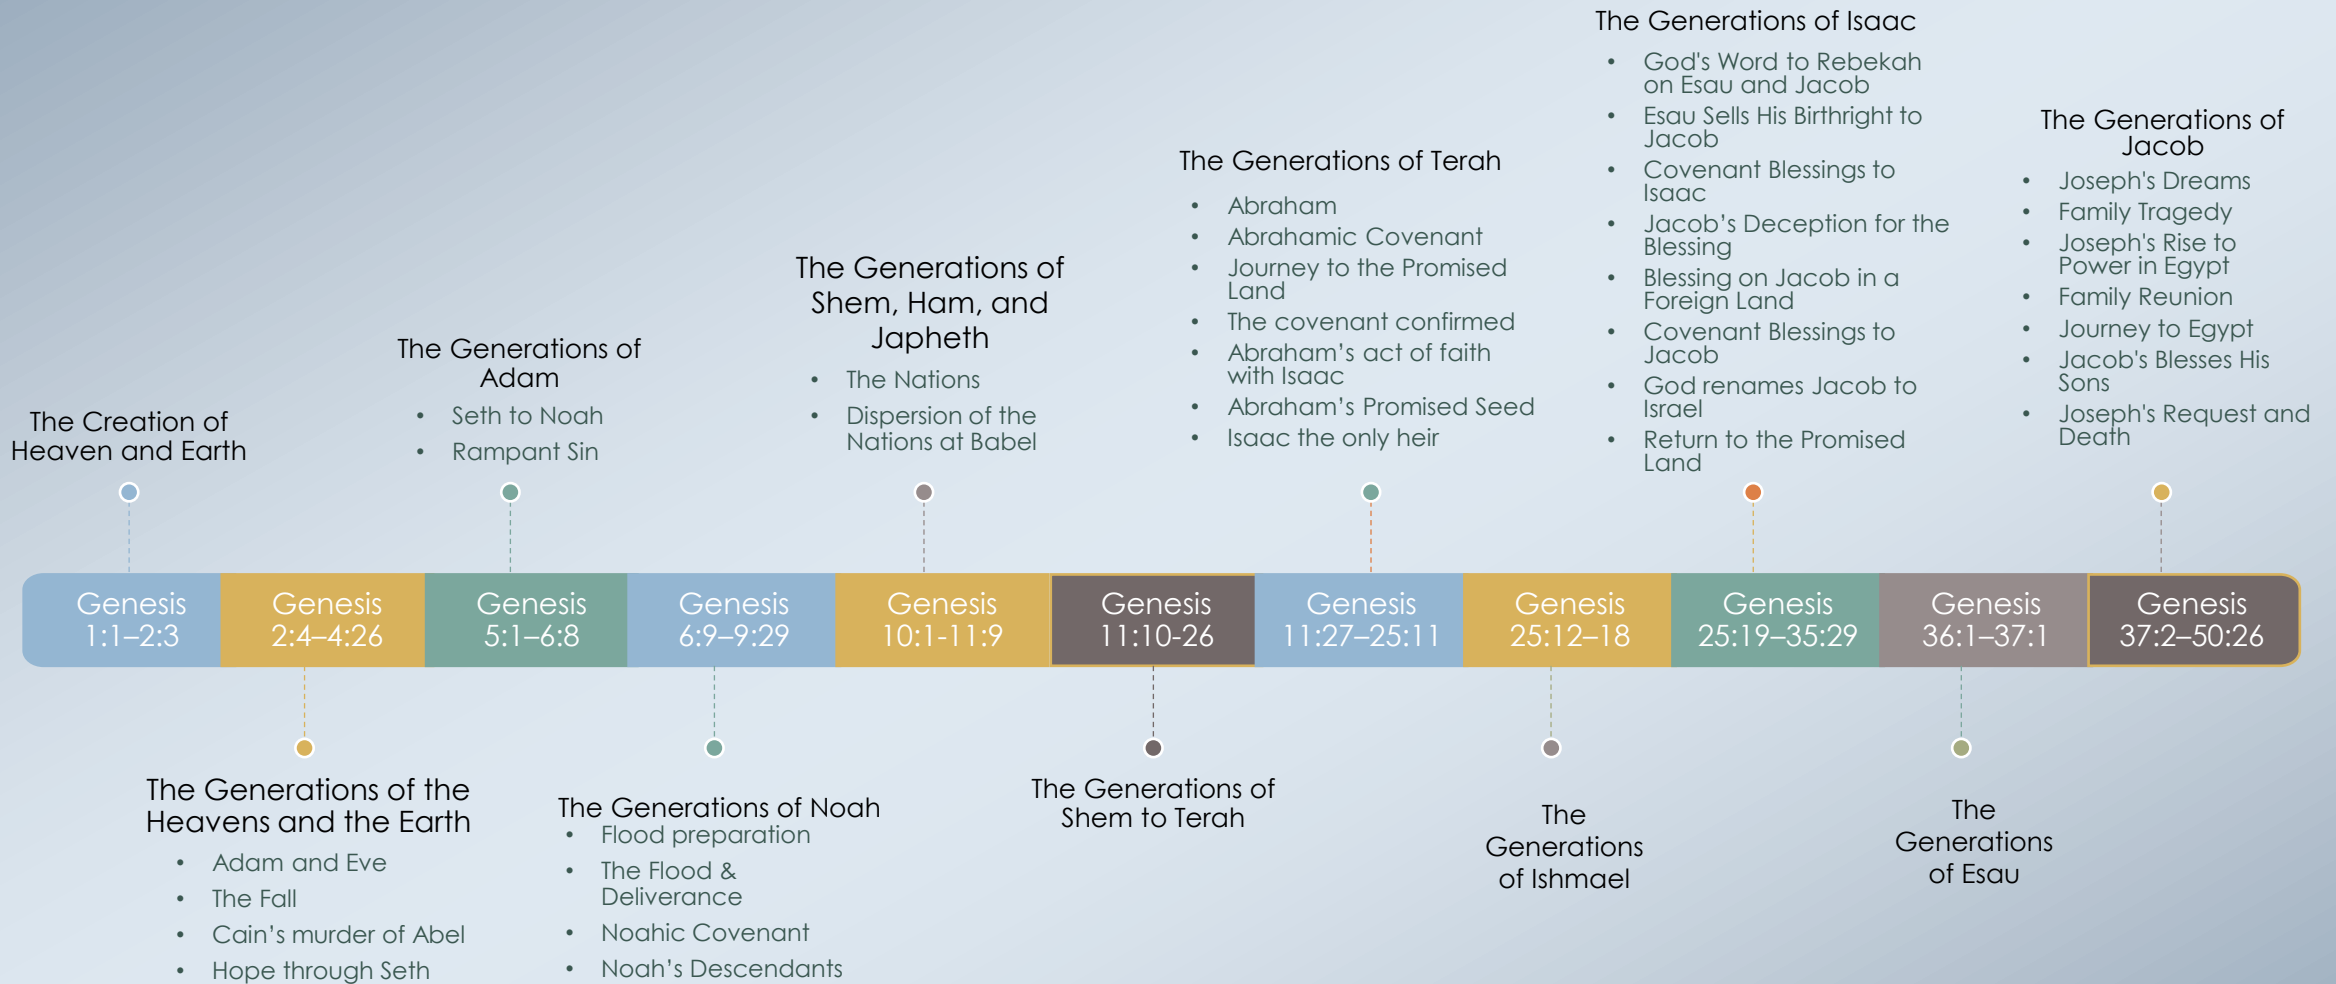 The Creation of
Heaven and Earth
The Generations of
Adam
• Seth to Noah
• Rampant Sin
The Generations of
Shem, Ham, and
Japheth
• The Nations
• Dispersion of the
Nations at Babel
The Generations of Terah
• Abraham
• Abrahamic Covenant
• Journey to the Promised
Land
• The covenant confirmed
• Abraham’s act of faith
with Isaac
• Abraham’s Promised Seed
• Isaac the only heir
The Generations of Isaac
• God's Word to Rebekah
on Esau and Jacob
• Esau Sells His Birthright to
Jacob
• Covenant Blessings to
Isaac
• Jacob’s Deception for the
Blessing
• Blessing on Jacob in a
Foreign Land
• Covenant Blessings to
Jacob
• God renames Jacob to
Israel
• Return to the Promised
Land
The Generations of
Jacob
• Joseph's Dreams
• Family Tragedy
• Joseph's Rise to
Power in Egypt
• Family Reunion
• Journey to Egypt
• Jacob's Blesses His
Sons
• Joseph's Request and
Death
Genesis
1:1–2:3
Genesis
2:4–4:26
Genesis
5:1–6:8
Genesis
6:9–9:29
Genesis
10:1-11:9
Genesis
11:10-26
Genesis
11:27–25:11
Genesis
25:12–18
Genesis
25:19–35:29
Genesis
36:1–37:1
Genesis
37:2–50:26
The Generations of the
Heavens and the Earth
• Adam and Eve
• The Fall
• Cain’s murder of Abel
• Hope through Seth
The Generations of Noah
• Flood preparation
• The Flood &
Deliverance
• Noahic Covenant
• Noah’s Descendants
The Generations of
Shem to Terah
The
Generations
of Ishmael
The
Generations
of Esau